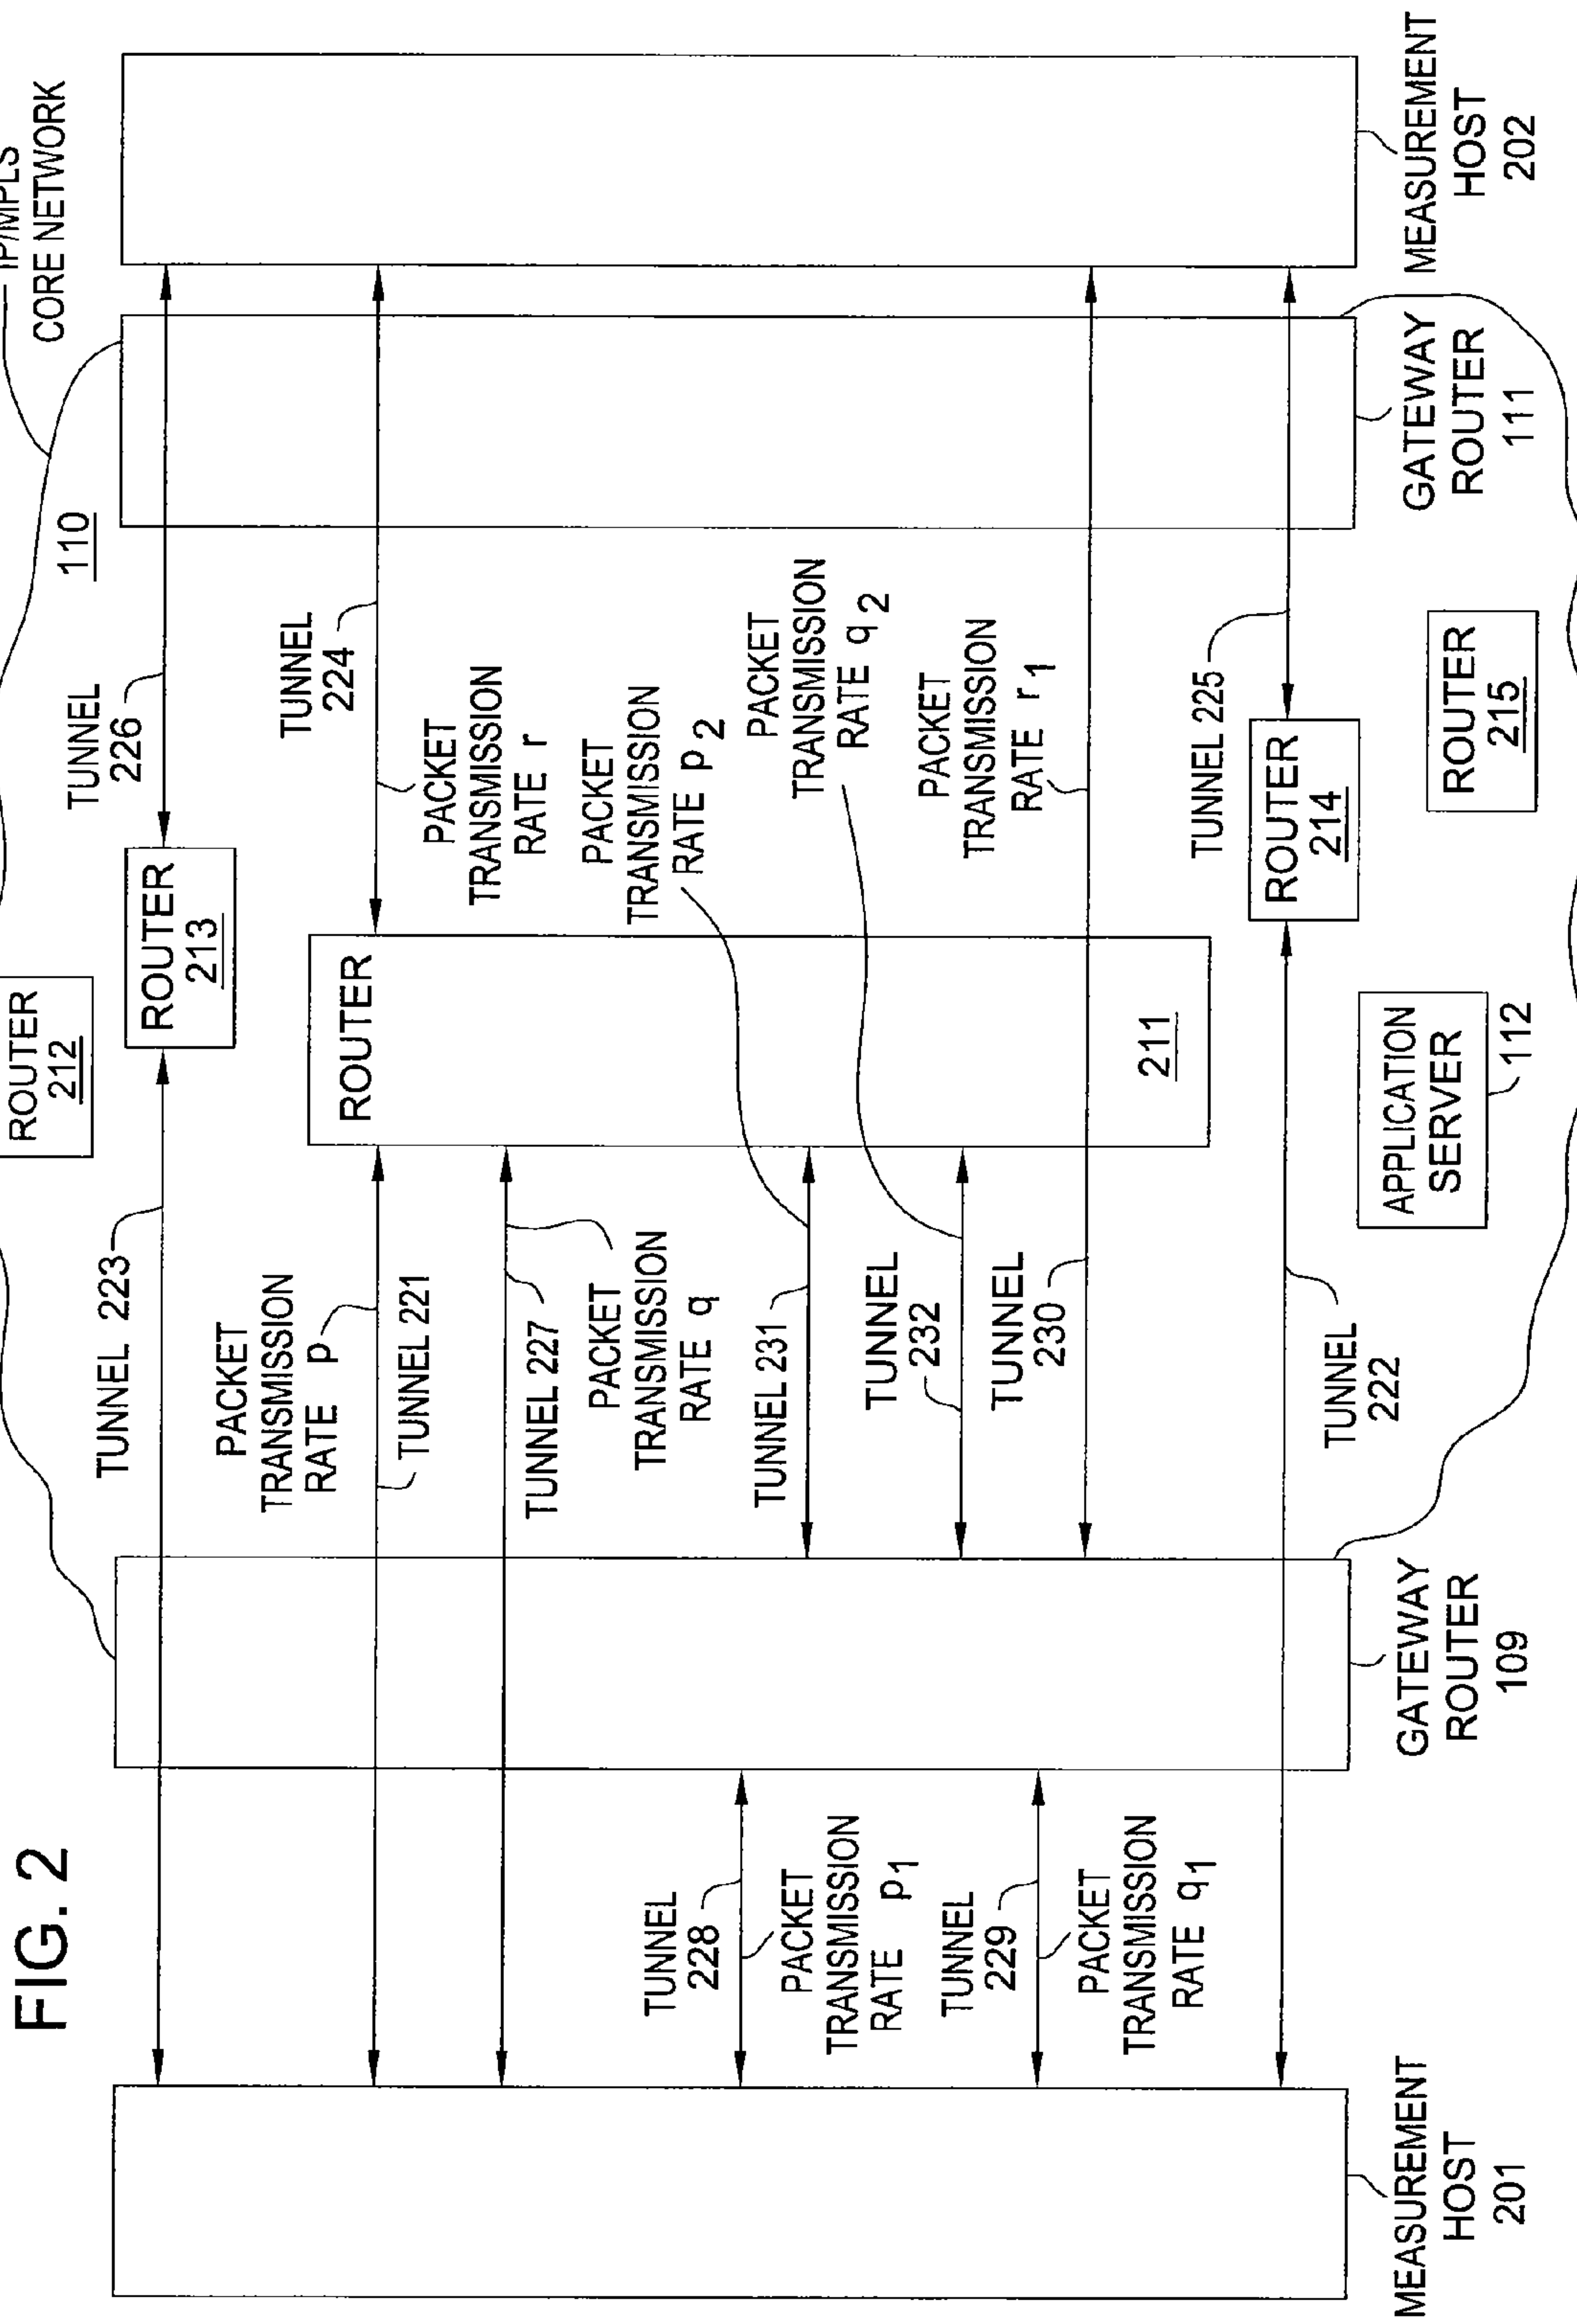 FIG. 2
IP/MPLS
CORE NETWORK
110
ROUTER
212
TUNNEL 223
ROUTER
213
TUNNEL
226
PACKET
TRANSMISSION
RATE p
TUNNEL 221
TUNNEL 227
PACKET
TRANSMISSION
RATE q
ROUTER
211
TUNNEL
224
PACKET
TRANSMISSION
RATE r
PACKET
TRANSMISSION
RATE p2
PACKET
TRANSMISSION
RATE q2
PACKET
TRANSMISSION
RATE r1
TUNNEL
228
PACKET
TRANSMISSION
RATE p1
TUNNEL
229
PACKET
TRANSMISSION
RATE q1
TUNNEL 231
TUNNEL
232
TUNNEL
230
TUNNEL
222
TUNNEL 225
ROUTER
214
APPLICATION
SERVER
112
ROUTER
215
MEASUREMENT
HOST
201
GATEWAY
ROUTER
109
GATEWAY
ROUTER
111
MEASUREMENT
HOST
202